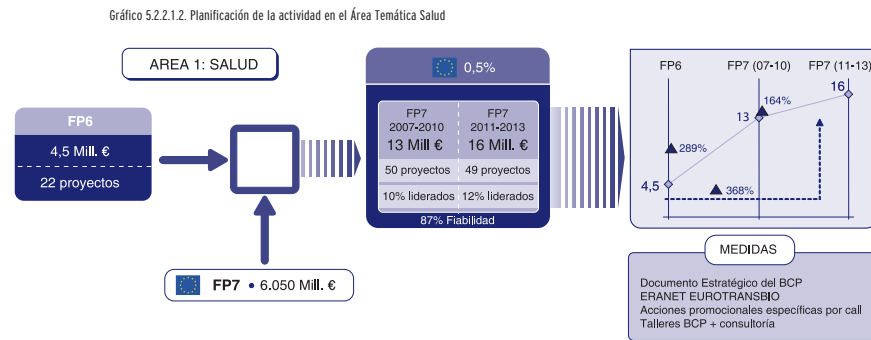 Gráfico 5.2.2.1.2. Planificación de la actividad en el Área Temática Salud
AREA 1: SALUD
FP6
4,5 Mill. €
22 proyectos
FP7 • 6.050 Mill. €
0,5%
FP7
2007-2010
13 Mill €
50 proyectos
10% liderados
FP7
2011-2013
16 Mill. €
49 proyectos
12% liderados
87% Fiabilidad
FP6
FP7 (07-10)
FP7 (11-13)
16
164%
13
289%
4,5
368%
MEDIDAS
Documento Estratégico del BCP
ERANET EUROTRANSBIO
Acciones promocionales específicas por call
Talleres BCP + consultoría